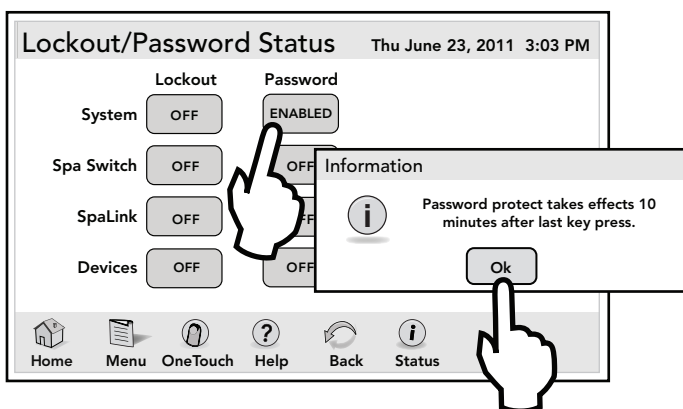 Lockout/Password Status Thu June 23, 2011 3:03 PM
Lockout Password
System OFF ENABLED
Spa Switch OFF OFF
SpaLink OFF
Devices OFF OFF
Information
i
Password protect takes effects 10
minutes after last key press.
Ok
? i
Home Menu OneTouch Help Back Status